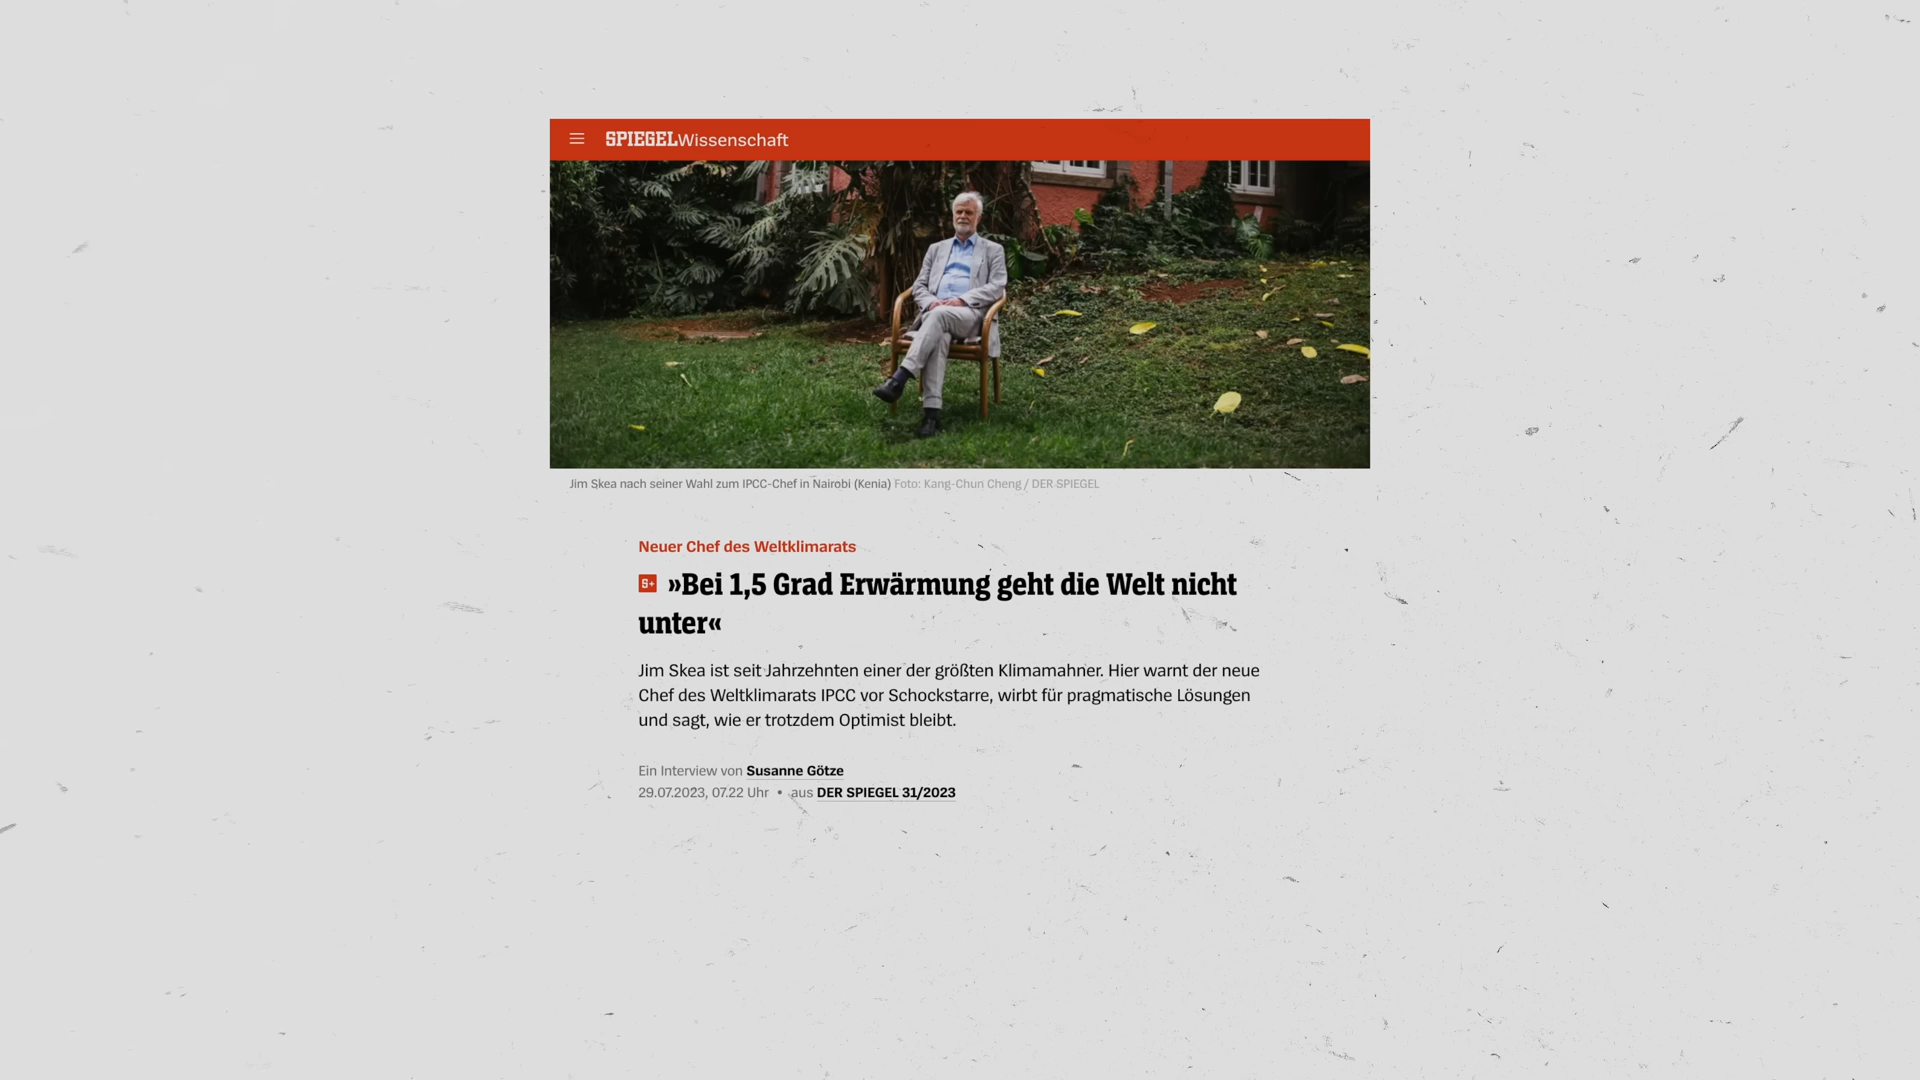 SPIEGELWissenschaft
Jim Skea nach seiner Wahl zum IPCC-Chef in Nairobi (Kenia) Foto: Kang-Chun Cheng / DER SPIEGEL
Neuer Chef des Weltklimarats
S+ »Bei 1,5 Grad Erwärmung geht die Welt nicht
unter«
Jim Skea ist seit Jahrzehnten einer der größten Klimamahner. Hier warnt der neue
Chef des Weltklimarats IPCC vor Schockstarre, wirbt für pragmatische Lösungen
und sagt, wie er trotzdem Optimist bleibt.
Ein Interview von Susanne Götze
29.07.2023, 07.22 Uhr • aus DER SPIEGEL 31/2023